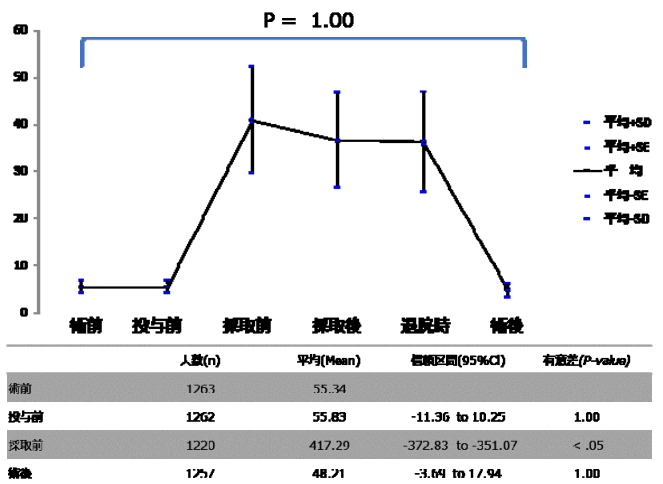 P = 1.00
60
50
40
30
20
10
0
術前 投与前 採取前 採取後 退院時 術後
平均+SD
平均+SE
平 均
平均-SE
平均-SD
人数(n) 平均(Mean) 信頼区間(95%CI) 有意差(P-value)
術前 1263 55.34
投与前 1262 55.83 -11.36 to 10.25 1.00
採取前 1220 417.29 -372.83 to -351.07 < .05
術後 1257 48.21 -3.69 to 17.94 1.00